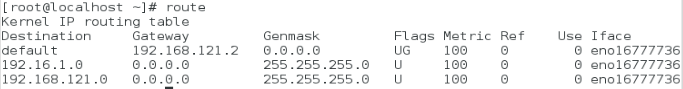 [root@localhost ~]# route
Kernel IP routing table
Destination     Gateway         Genmask         Flags Metric Ref    Use Iface
default         192.168.121.2   0.0.0.0         UG    100    0        0 eno16777736
192.16.1.0      0.0.0.0         255.255.255.0   U     100    0        0 eno16777736
192.168.121.0   0.0.0.0         255.255.255.0   U     100    0        0 eno16777736